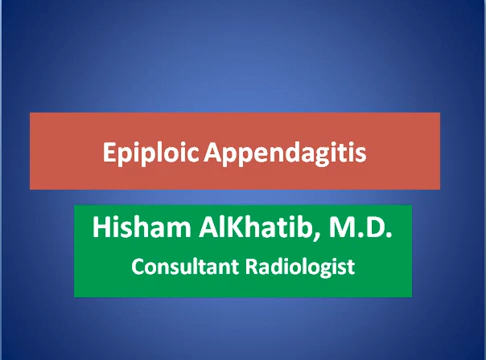 Epiploic Appendagitis
Hisham AlKhatib, M.D.
Consultant Radiologist